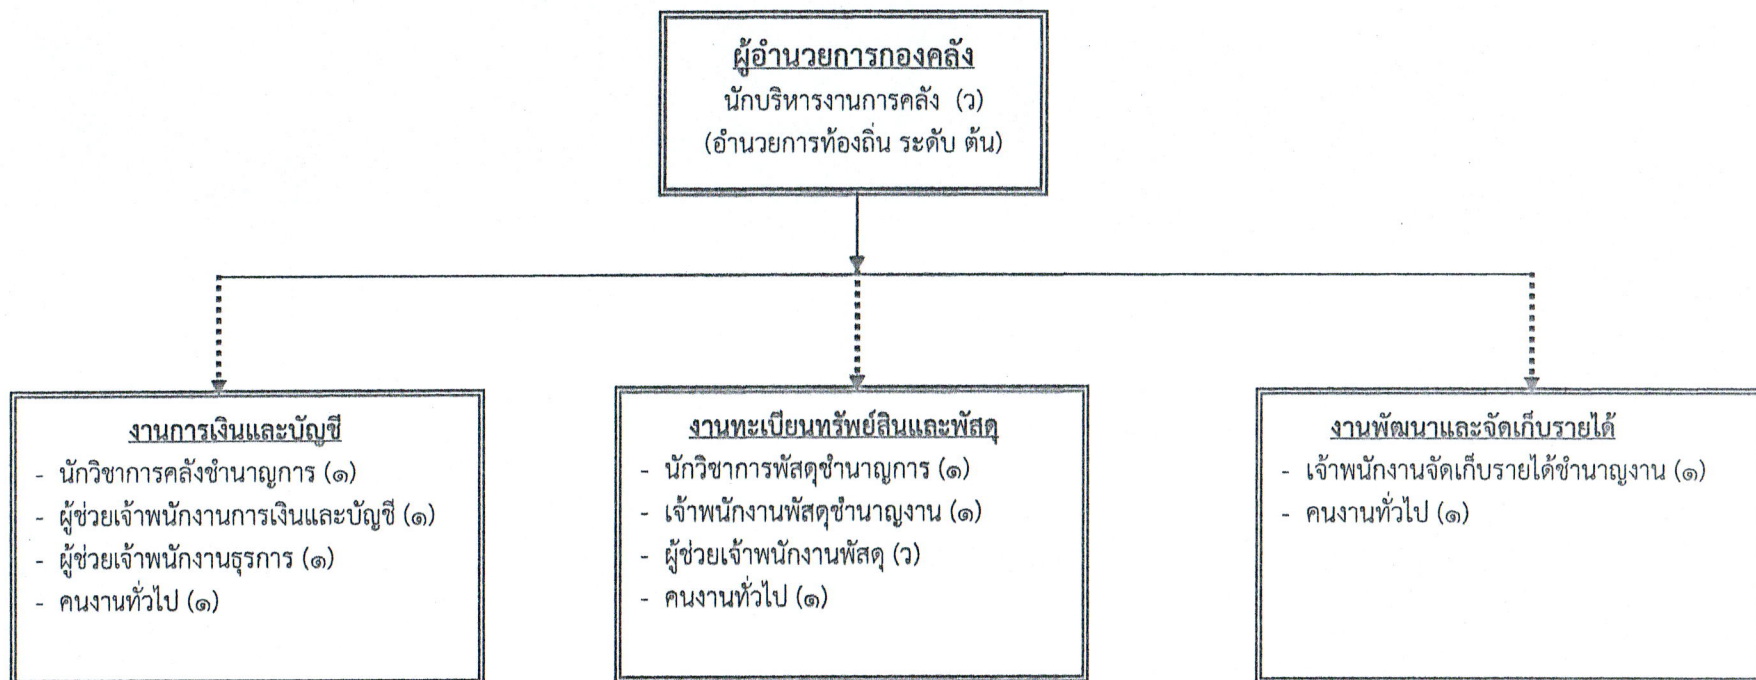 ผู้อำนวยการกองคลัง
นักบริหารงานการคลัง (ว)
(อำนวยการท้องถิ่น ระดับ ต้น)
งานการเงินและบัญชี
- นักวิชาการคลังชำนาญการ (๑)
- ผู้ช่วยเจ้าพนักงานการเงินและบัญชี (๑)
- ผู้ช่วยเจ้าพนักงานธุรการ (๑)
- คนงานทั่วไป (๑)
งานทะเบียนทรัพย์สินและพัสดุ
- นักวิชาการพัสดุชำนาญการ (๑)
- เจ้าพนักงานพัสดุชำนาญงาน (๑)
- ผู้ช่วยเจ้าพนักงานพัสดุ (ว)
- คนงานทั่วไป (๑)
งานพัฒนาและจัดเก็บรายได้
- เจ้าพนักงานจัดเก็บรายได้ชำนาญงาน (๑)
- คนงานทั่วไป (๑)